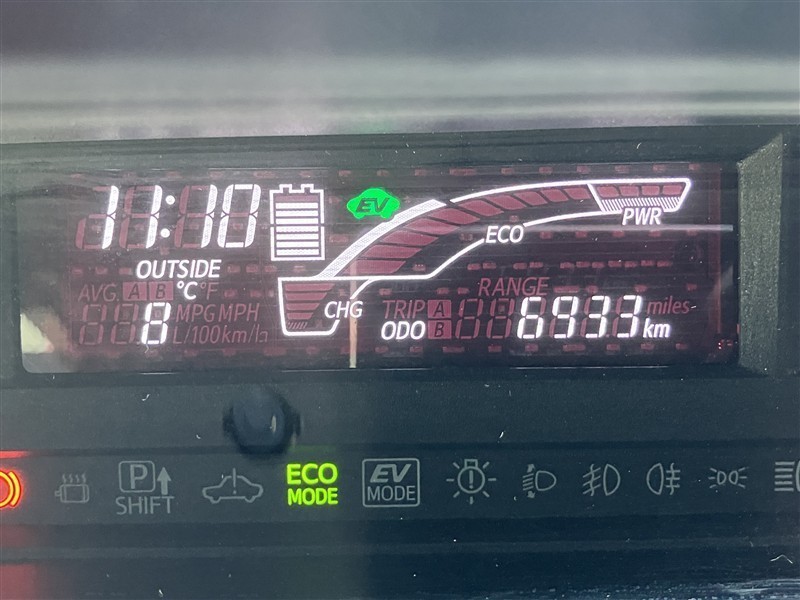 11:10
EV
PWR
ECO
OUTSIDE
AVG. A B °C °F
RANGE
8 MPG MPH
L/100km/h
CHG
TRIP A
miles
ODO B 6933 km
P
SHIFT
ECO
MODE
EV
MODE